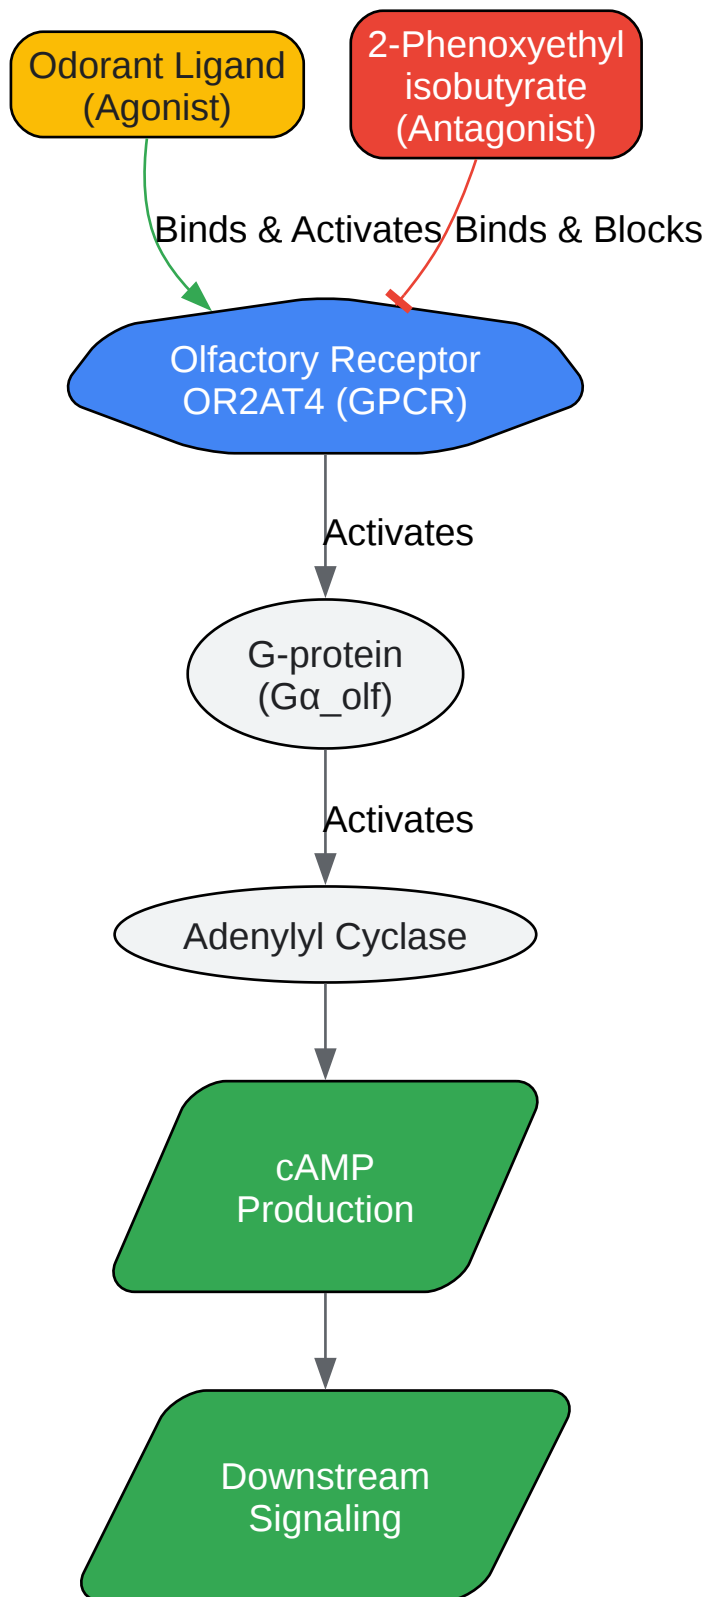 Odorant Ligand
(Agonist)
2-Phenoxyethyl
isobutyrate
(Antagonist)
Binds & Activates
Binds & Blocks
Olfactory Receptor
OR2AT4 (GPCR)
Activates
G-protein
(Gα_olf)
Activates
Adenylyl Cyclase
cAMP
Production
Downstream
Signaling